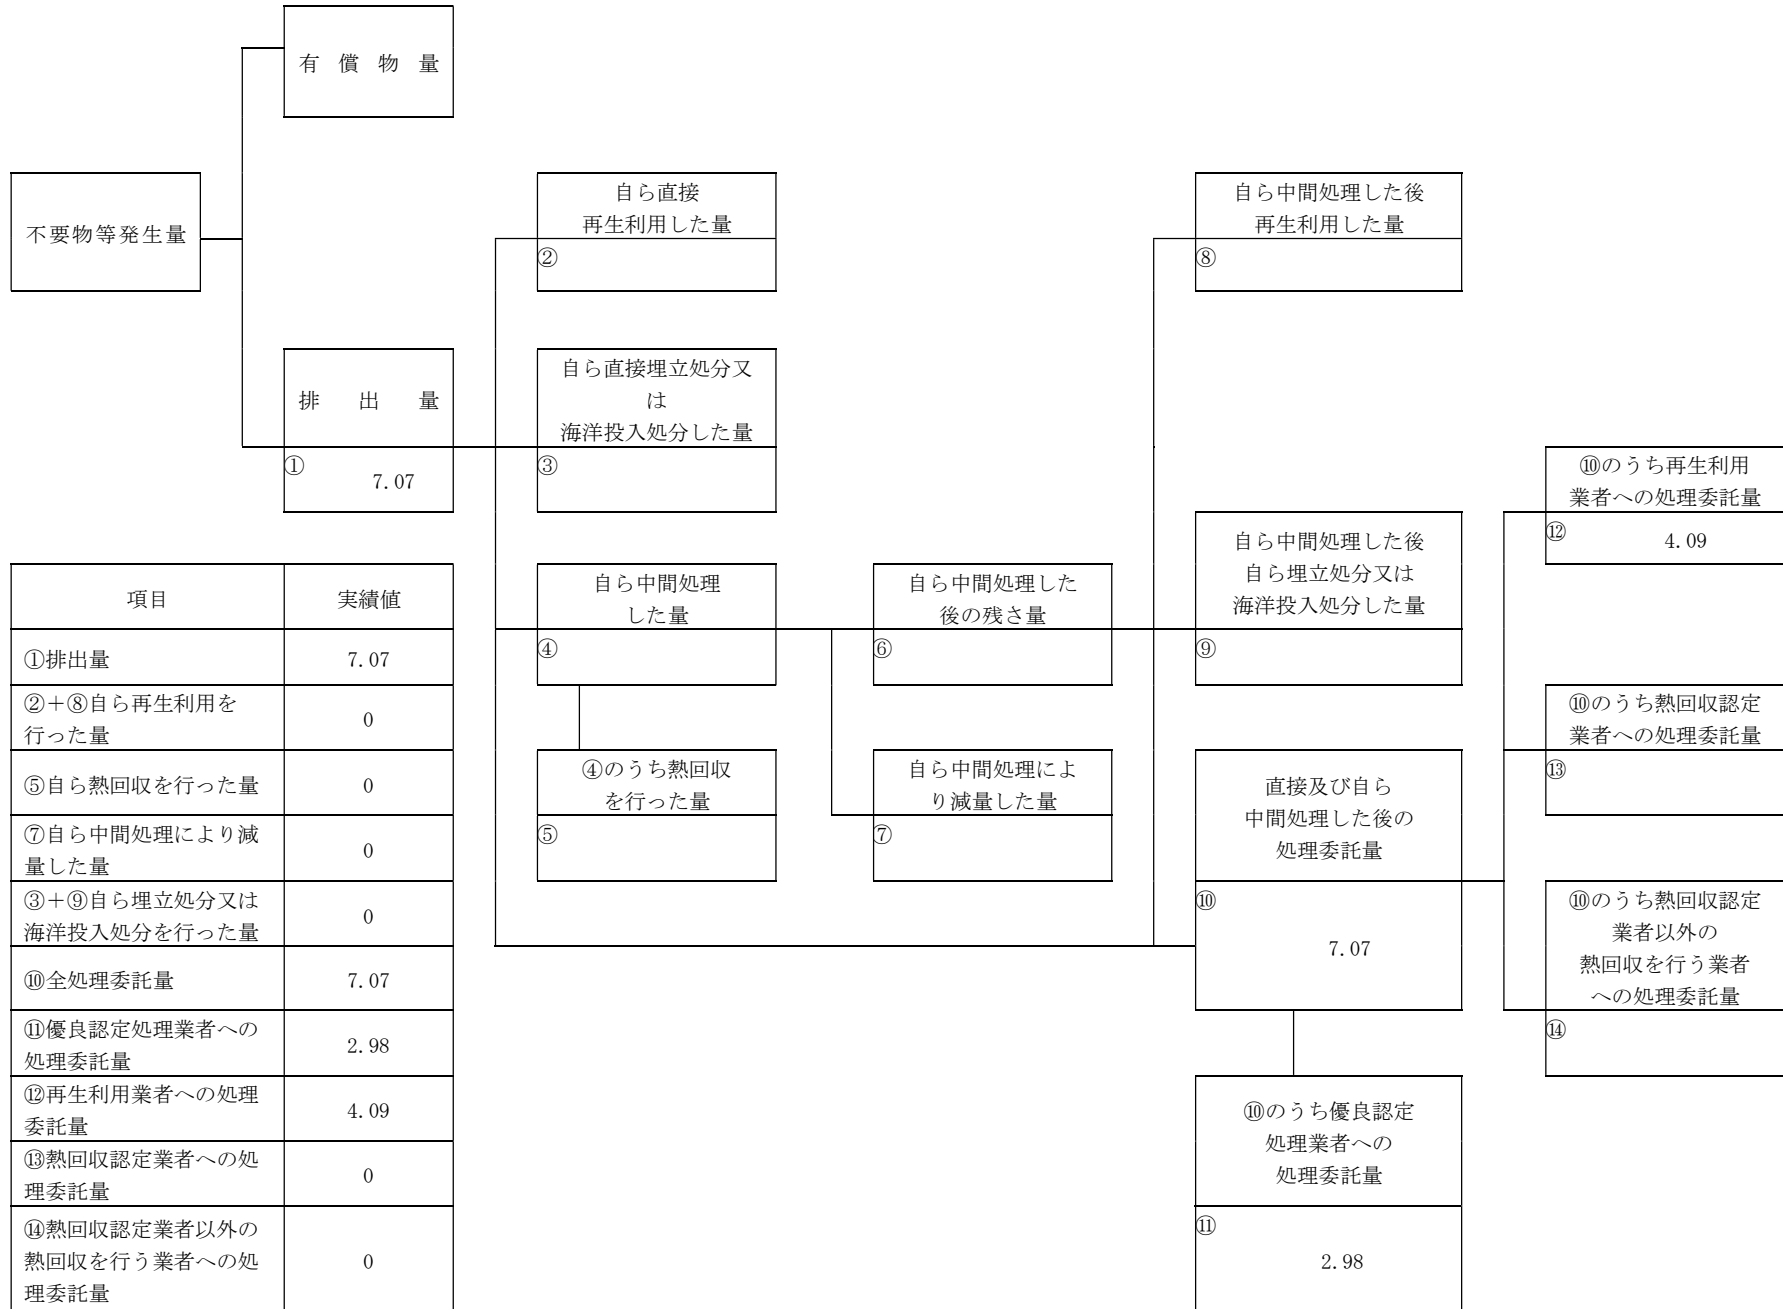 有償物量
不要物等発生量
自ら直接
再生利用した量
②
自ら中間処理した後
再生利用した量
⑧
排出量
① 7.07
自ら直接埋立処分又
は
海洋投入処分した量
③
⑩のうち再生利用
業者への処理委託量
⑫ 4.09
自ら中間処理
した量
④
自ら中間処理した
後の残さ量
⑥
自ら中間処理した後
自ら埋立処分又は
海洋投入処分した量
⑨
⑩のうち熱回収認定
業者への処理委託量
⑬
④のうち熱回収
を行った量
⑤
自ら中間処理によ
り減量した量
⑦
直接及び自ら
中間処理した後の
処理委託量
⑩
7.07
⑩のうち熱回収認定
業者以外の
熱回収を行う業者
への処理委託量
⑭
⑩のうち優良認定
処理業者への
処理委託量
⑪
2.98
項目 実績値
①排出量 7.07
②+⑧自ら再生利用を
行った量 0
⑤自ら熱回収を行った量 0
⑦自ら中間処理により減
量した量 0
③+⑨自ら埋立処分又は
海洋投入処分を行った量 0
⑩全処理委託量 7.07
⑪優良認定処理業者への
処理委託量 2.98
⑫再生利用業者への処理
委託量 4.09
⑬熱回収認定業者への処
理委託量 0
⑭熱回収認定業者以外の
熱回収を行う業者への処
理委託量 0